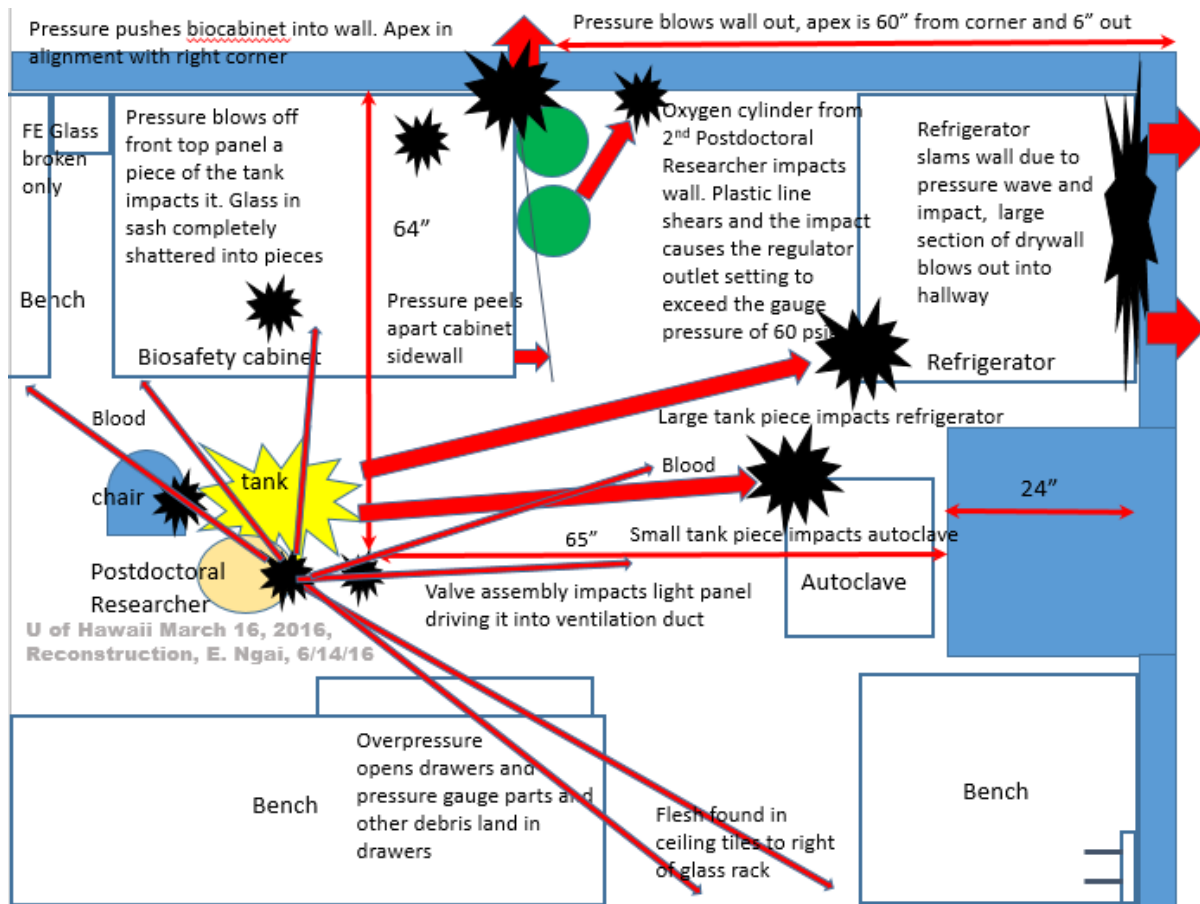 Pressure pushes biocabinet into wall. Apex in
alignment with right corner
Pressure blows wall out, apex is 60” from corner and 6” out
FE Glass
broken
only
Bench
Pressure blows off
front top panel a
piece of the tank
impacts it. Glass in
sash completely
shattered into pieces
Biosafety cabinet
64”
Pressure peels
apart cabinet
sidewall
Oxygen cylinder from
2nd Postdoctoral
Researcher impacts
wall. Plastic line
shears and the impact
causes the regulator
outlet setting to
exceed the gauge
pressure of 60 psi
Refrigerator
slams wall due to
pressure wave and
impact, large
section of drywall
blows out into
hallway
Refrigerator
Large tank piece impacts refrigerator
Blood
chair
tank
Blood
24”
65”
Small tank piece impacts autoclave
Autoclave
Postdoctoral
Researcher
Valve assembly impacts light panel
driving it into ventilation duct
U of Hawaii March 16, 2016,
Reconstruction, E. Ngai, 6/14/16
Bench
Overpressure
opens drawers and
pressure gauge parts and
other debris land in
drawers
Flesh found in
ceiling tiles to right
of glass rack
Bench